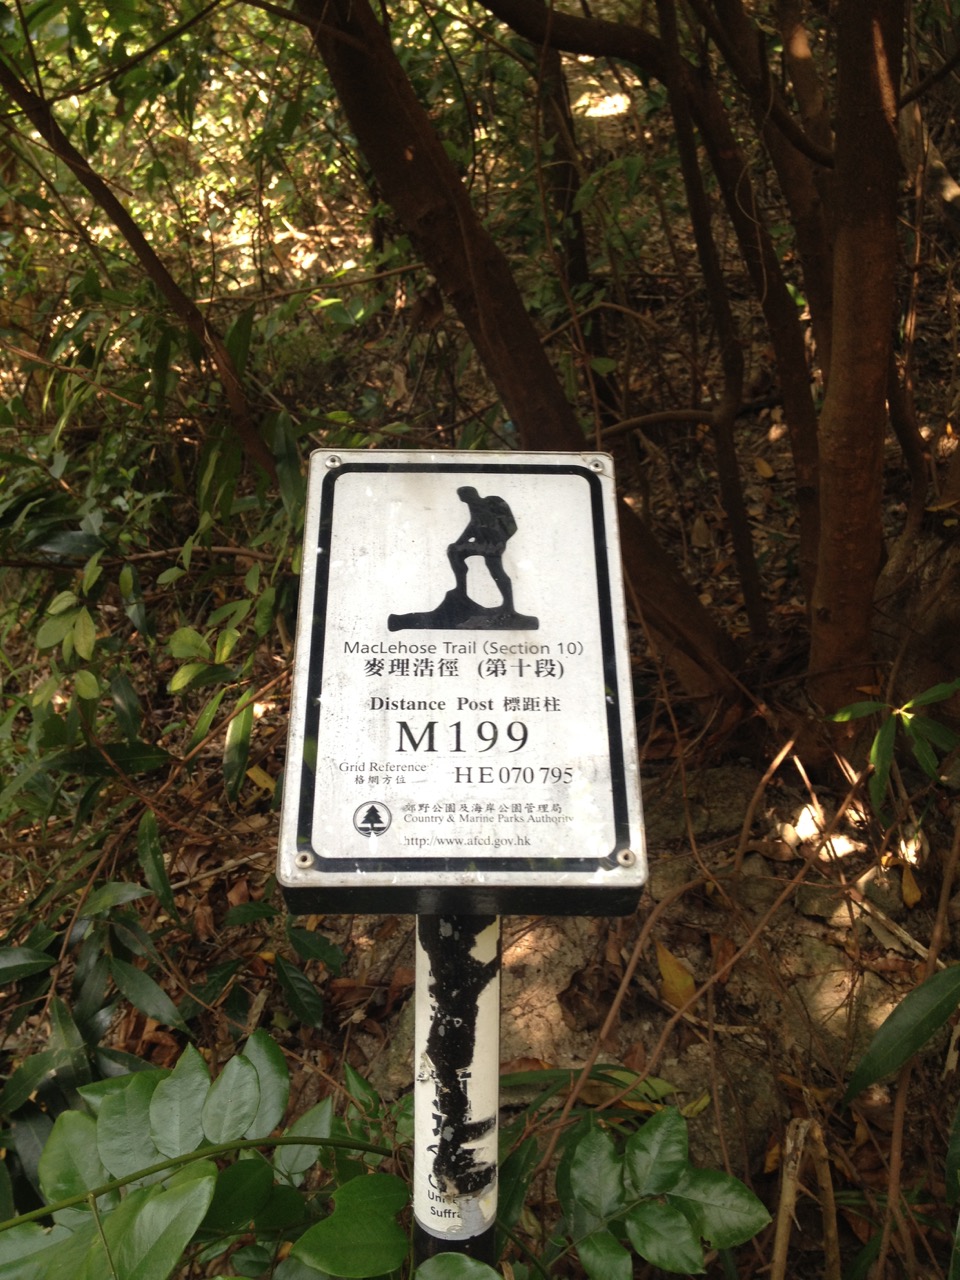 MacLehose Trail (Section 10)
麥理浩徑 (第十段)
Distance Post 標距柱
M199
Grid Reference
格網方位
HE 070 795
郊野公園及海岸公園管理局
Country & Marine Parks Authority
http://www.afcd.gov.hk